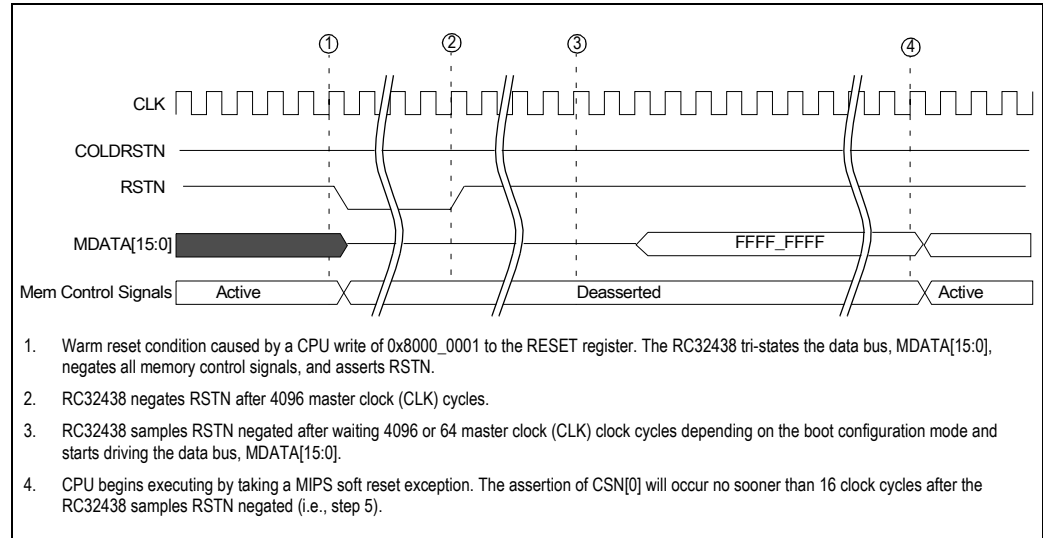 1 2 3 4
CLK
COLDRSTN
RSTN
MDATA[15:0] FFFF_FFFF
Mem Control Signals Active Deasserted Active
1. Warm reset condition caused by a CPU write of 0x8000_0001 to the RESET register. The RC32438 tri-states the data bus, MDATA[15:0],
negates all memory control signals, and asserts RSTN.
2. RC32438 negates RSTN after 4096 master clock (CLK) cycles.
3. RC32438 samples RSTN negated after waiting 4096 or 64 master clock (CLK) clock cycles depending on the boot configuration mode and
starts driving the data bus, MDATA[15:0].
4. CPU begins executing by taking a MIPS soft reset exception. The assertion of CSN[0] will occur no sooner than 16 clock cycles after the
RC32438 samples RSTN negated (i.e., step 5).